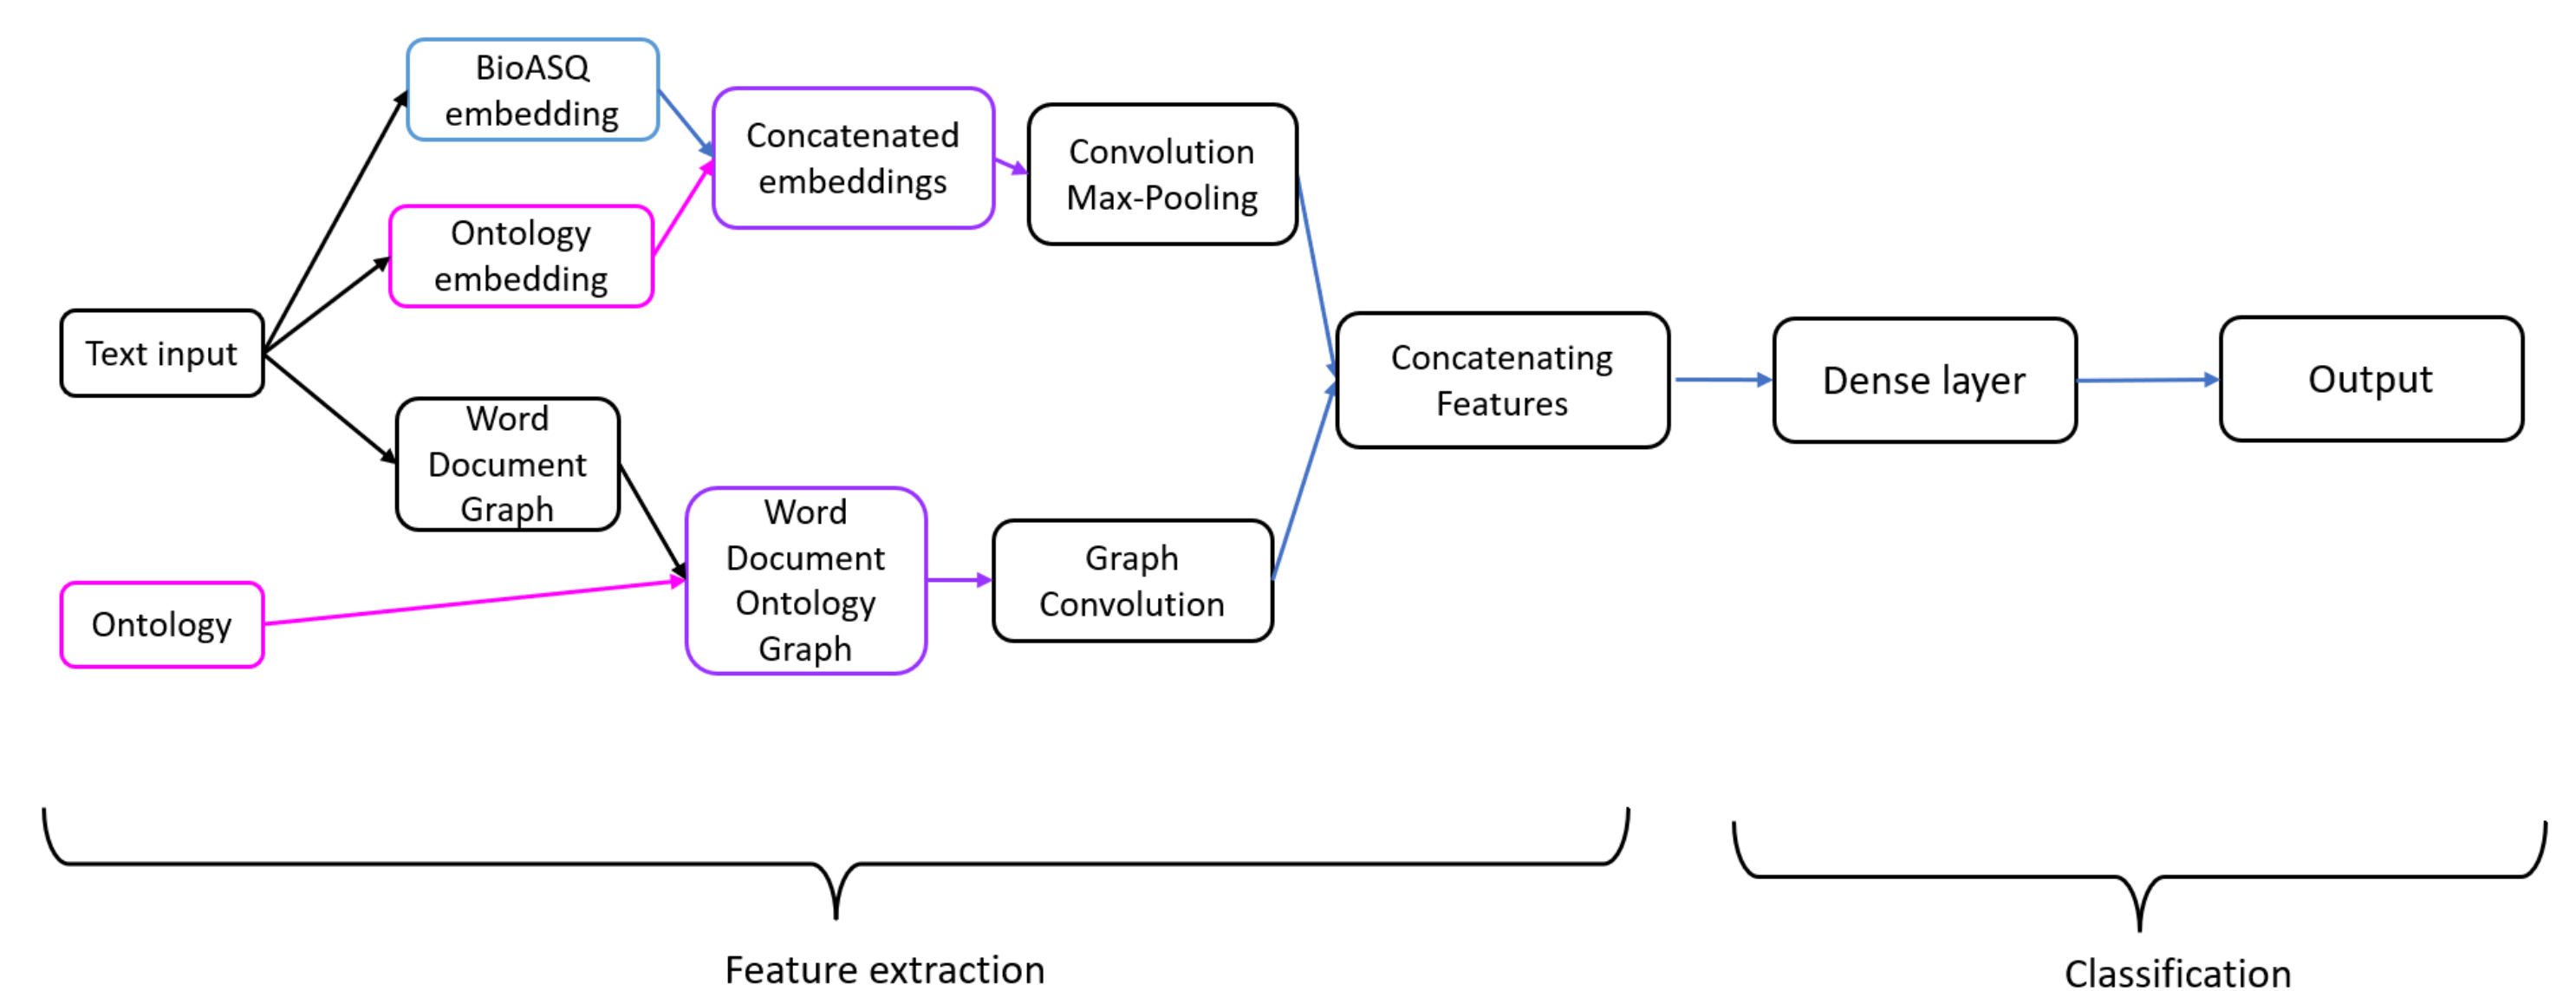 BioASQ
embedding
Concatenated
embeddings
Convolution
Max-Pooling
Ontology
embedding
Text input
Word
Document
Graph
Concatenating
Features
Dense layer
Output
Ontology
Word
Document
Ontology
Graph
Graph
Convolution
Feature extraction
Classification